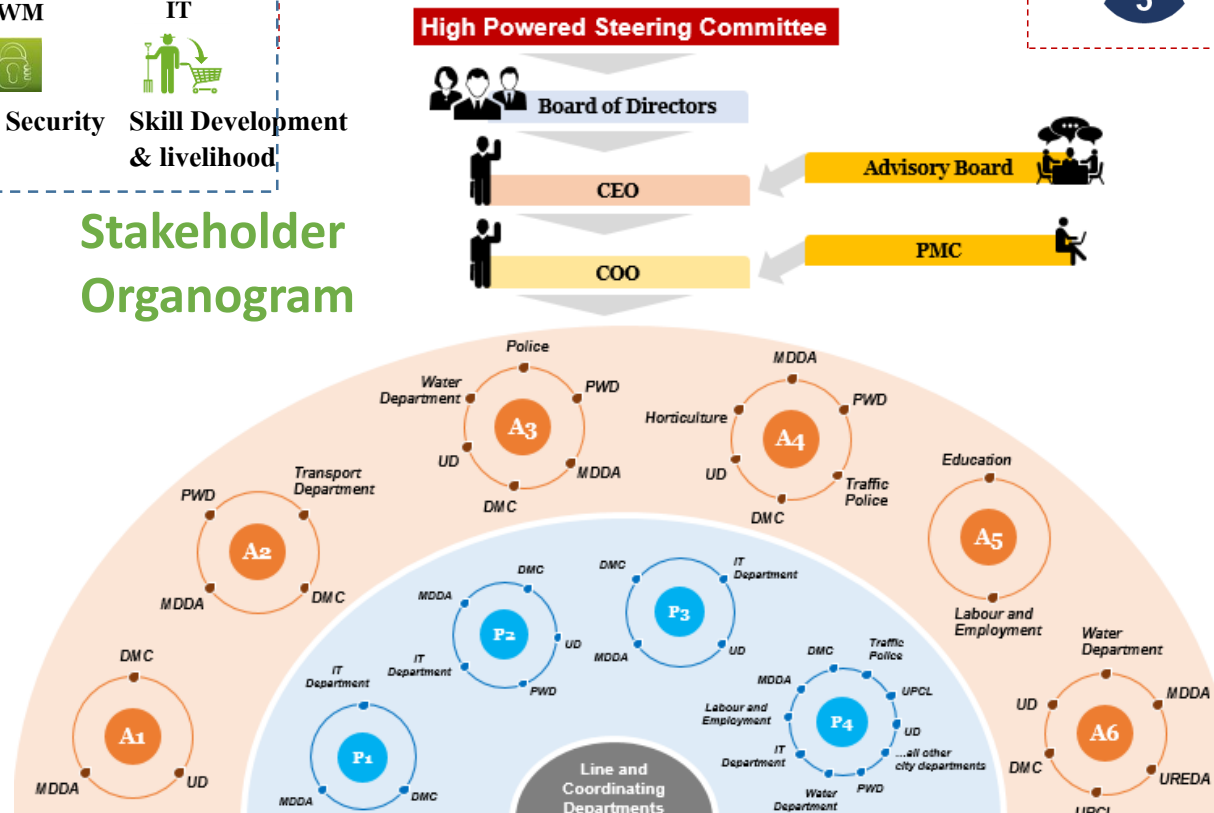 WM
IT
Security
Skill Development
& livelihood
Stakeholder
Organogram
High Powered Steering Committee
Board of Directors
CEO
Advisory Board
COO
PMC
Police
Water
Department
PWD
A3
UD
MDDA
DMC
MDDA
Horticulture
PWD
A4
UD
Traffic
Police
DMC
Education
A5
Labour and
Employment
Transport
Department
PWD
A2
MDDA
DMC
DMC
A1
MDDA
UD
Water
Department
UD
MDDA
A6
DMC
UREDA
UPCL
IT
Department
P1
MDDA
DMC
DMC
MDDA
P2
UD
IT
Department
PWD
DMC
IT
Department
P3
MDDA
UD
DMC
Traffic
Police
MDDA
UPCL
Labour and
Employment
P4
UD
IT
Department
...all other
city departments
PWD
Water
Department
Line and
Coordinating
Departments